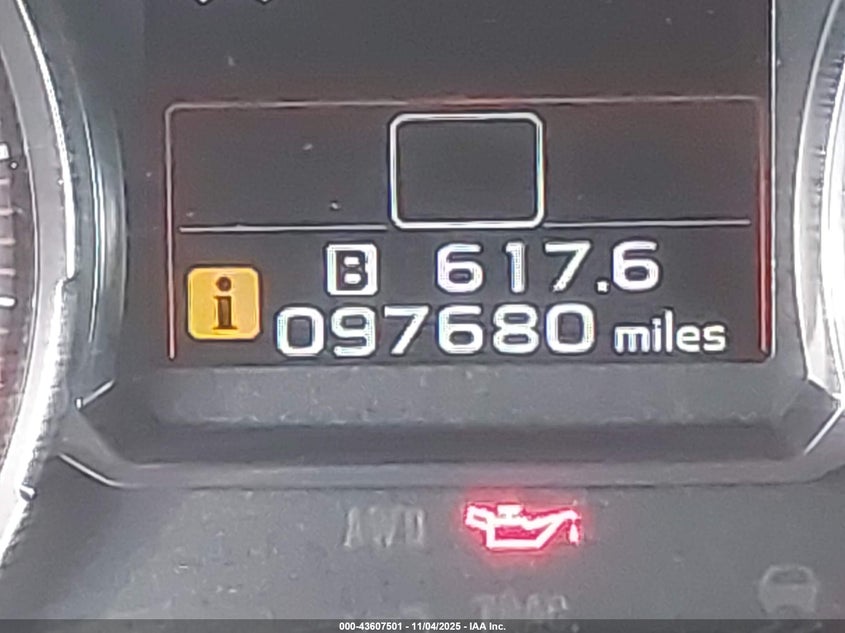 B 617.6
i 097680 miles
AWD
000-43607501 - 11/04/2025 - IAA Inc.